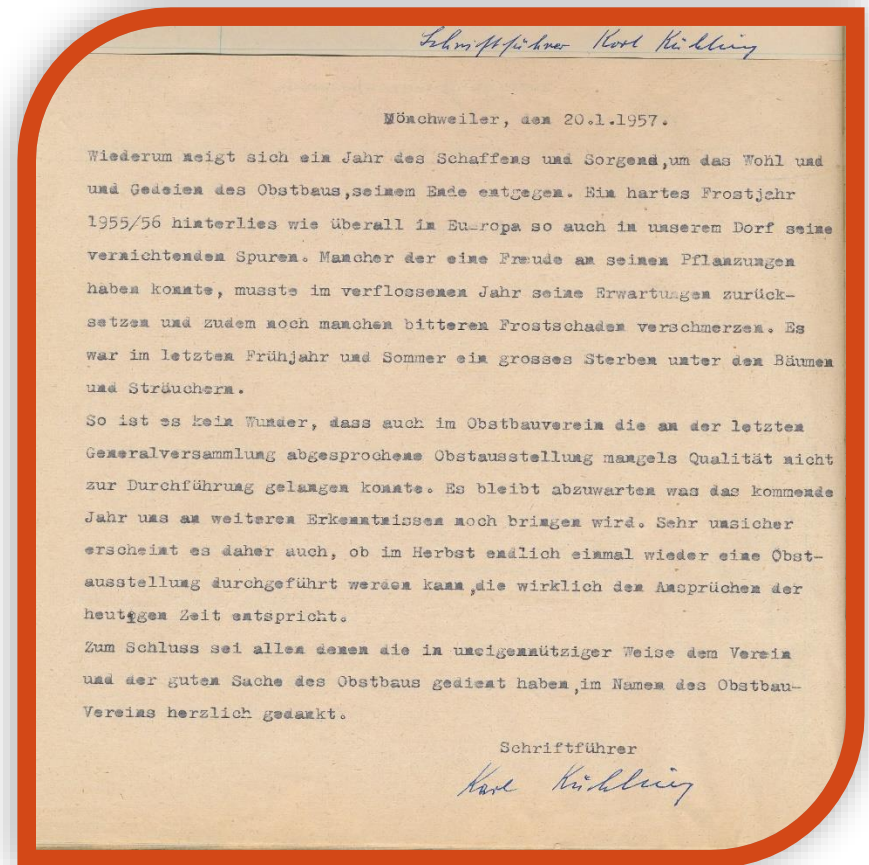 Schriftführer Karl Kühling
Mönchweiler, den 20.1.1957.
Wiederum neigt sich ein Jahr des Schaffens und Sorgend,um das Wohl und
und Gedeien des Obstbaus,seinem Ende entgegen. Ein hartes Frostjahr
1955/56 hinterlies wie überall in Europa so auch in unserem Dorf seine
vernichtenden Spuren. Mancher der eine Freude an seinen Pflanzungen
haben konnte, musste im verflossenen Jahr seine Erwartungen zurück-
setzen und zudem noch manchen bitteren Frostschaden verschmerzen. Es
war im letzten Frühjahr und Sommer ein grosses Sterben unter den Bäumen
und Sträuchern.
So ist es kein Wunder, dass auch im Obstbauverein die an der letzten
Generalversammlung abgesprochene Obstausstellung mangels Qualität nicht
zur Durchführung gelangen konnte. Es bleibt abzuwarten was das kommende
Jahr uns an weiteren Erkenntnissen noch bringen wird. Sehr unsicher
erscheint es daher auch, ob im Herbst endlich einmal wieder eine Obst-
ausstellung durchgeführt werden kann,die wirklich den Ansprüchen der
heutigen Zeit entspricht.
Zum Schluss sei allen denen die in uneigennütziger Weise dem Verein
und der guten Sache des Obstbaus gedient haben,im Namen des Obstbau-
Vereins herzlich gedankt.
Schriftführer
Karl Kühling